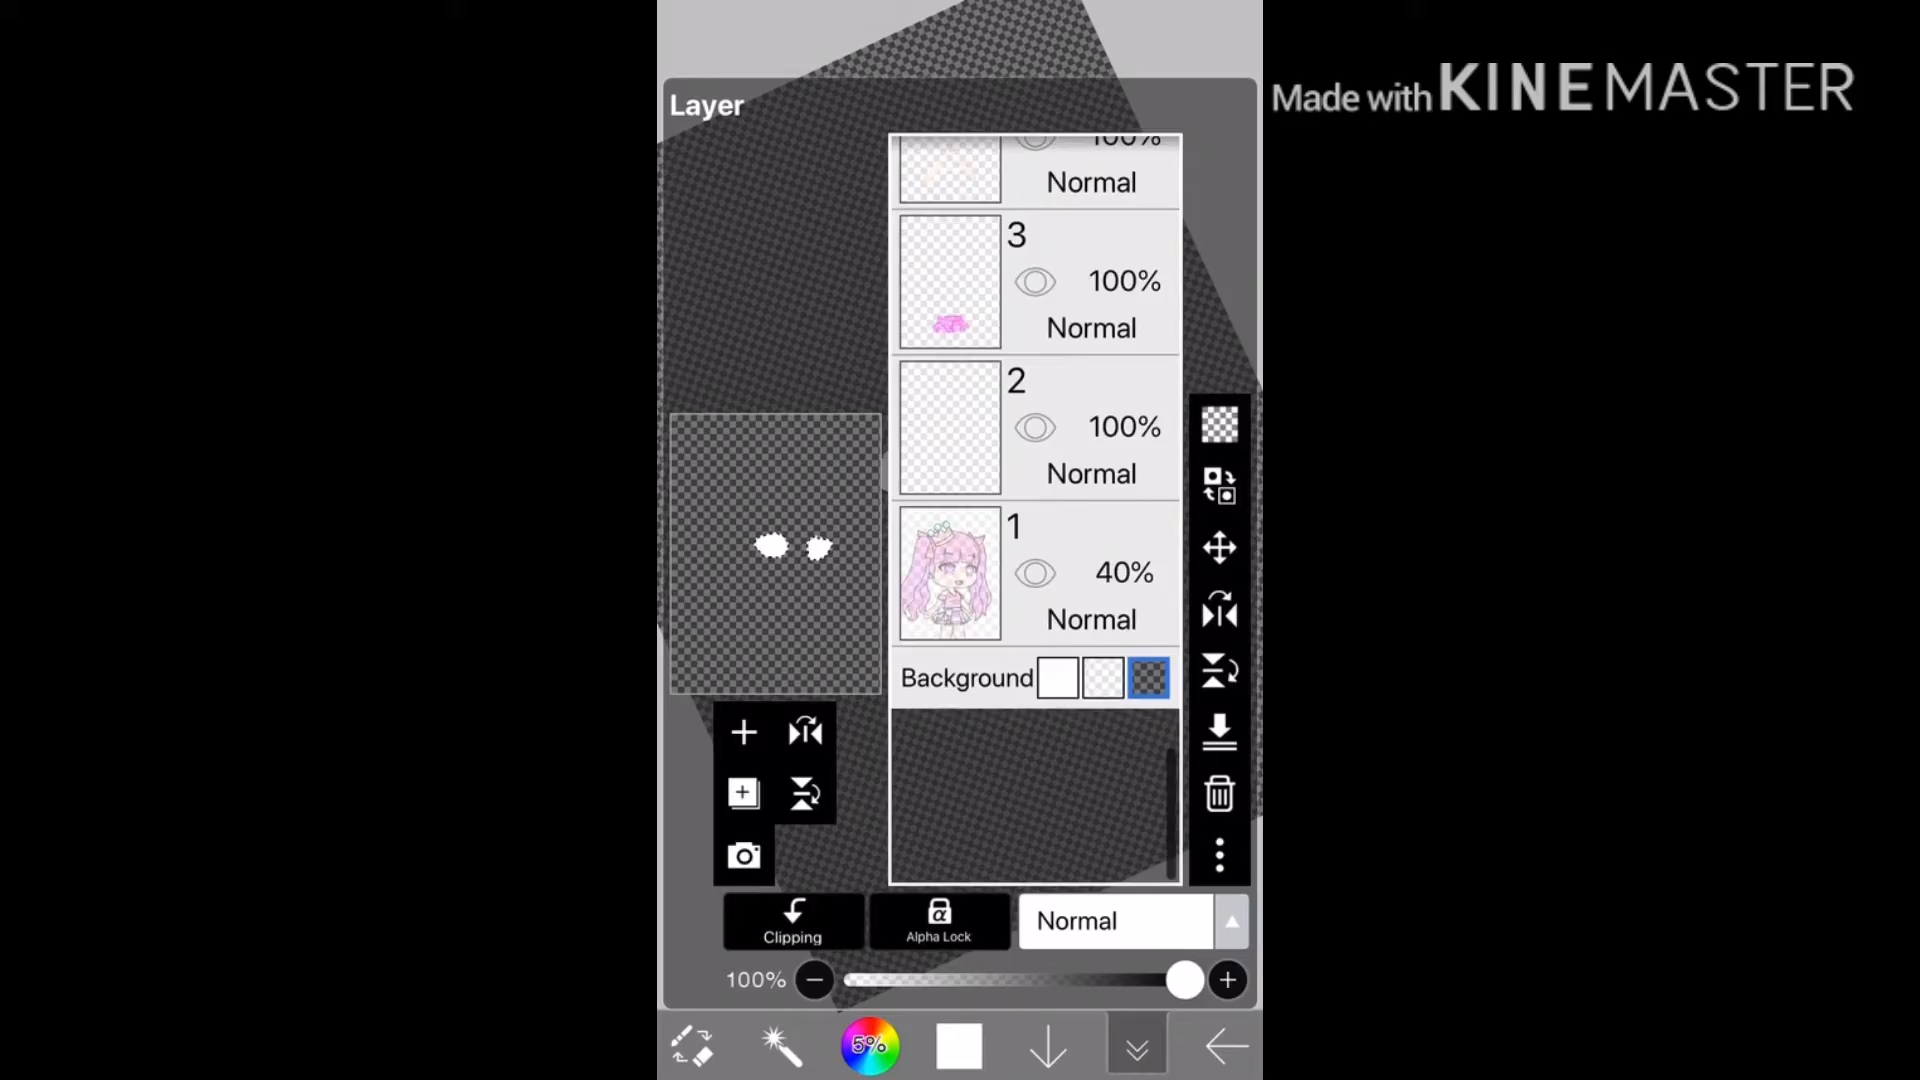 Layer
Made with KINEMASTER
100%
Normal
3
100%
Normal
2
100%
Normal
1
40%
Normal
Background
Clipping
α
Alpha Lock
Normal
100%
5%